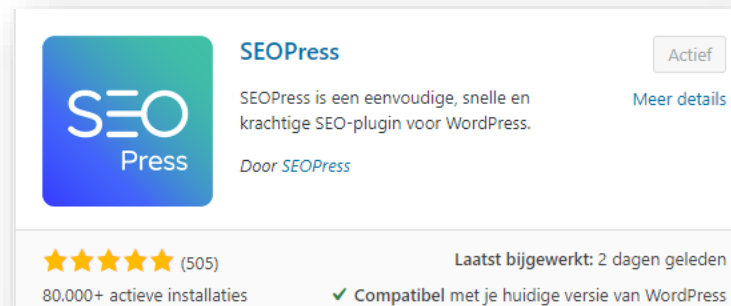 SEO
Press
SEOPress
Actief
SEOPress is een eenvoudige, snelle en
krachtige SEO-plugin voor WordPress.
Meer details
Door SEOPress
(505)
Laatst bijgewerkt: 2 dagen geleden
80.000+ actieve installaties
✓ Compatibel met je huidige versie van WordPress